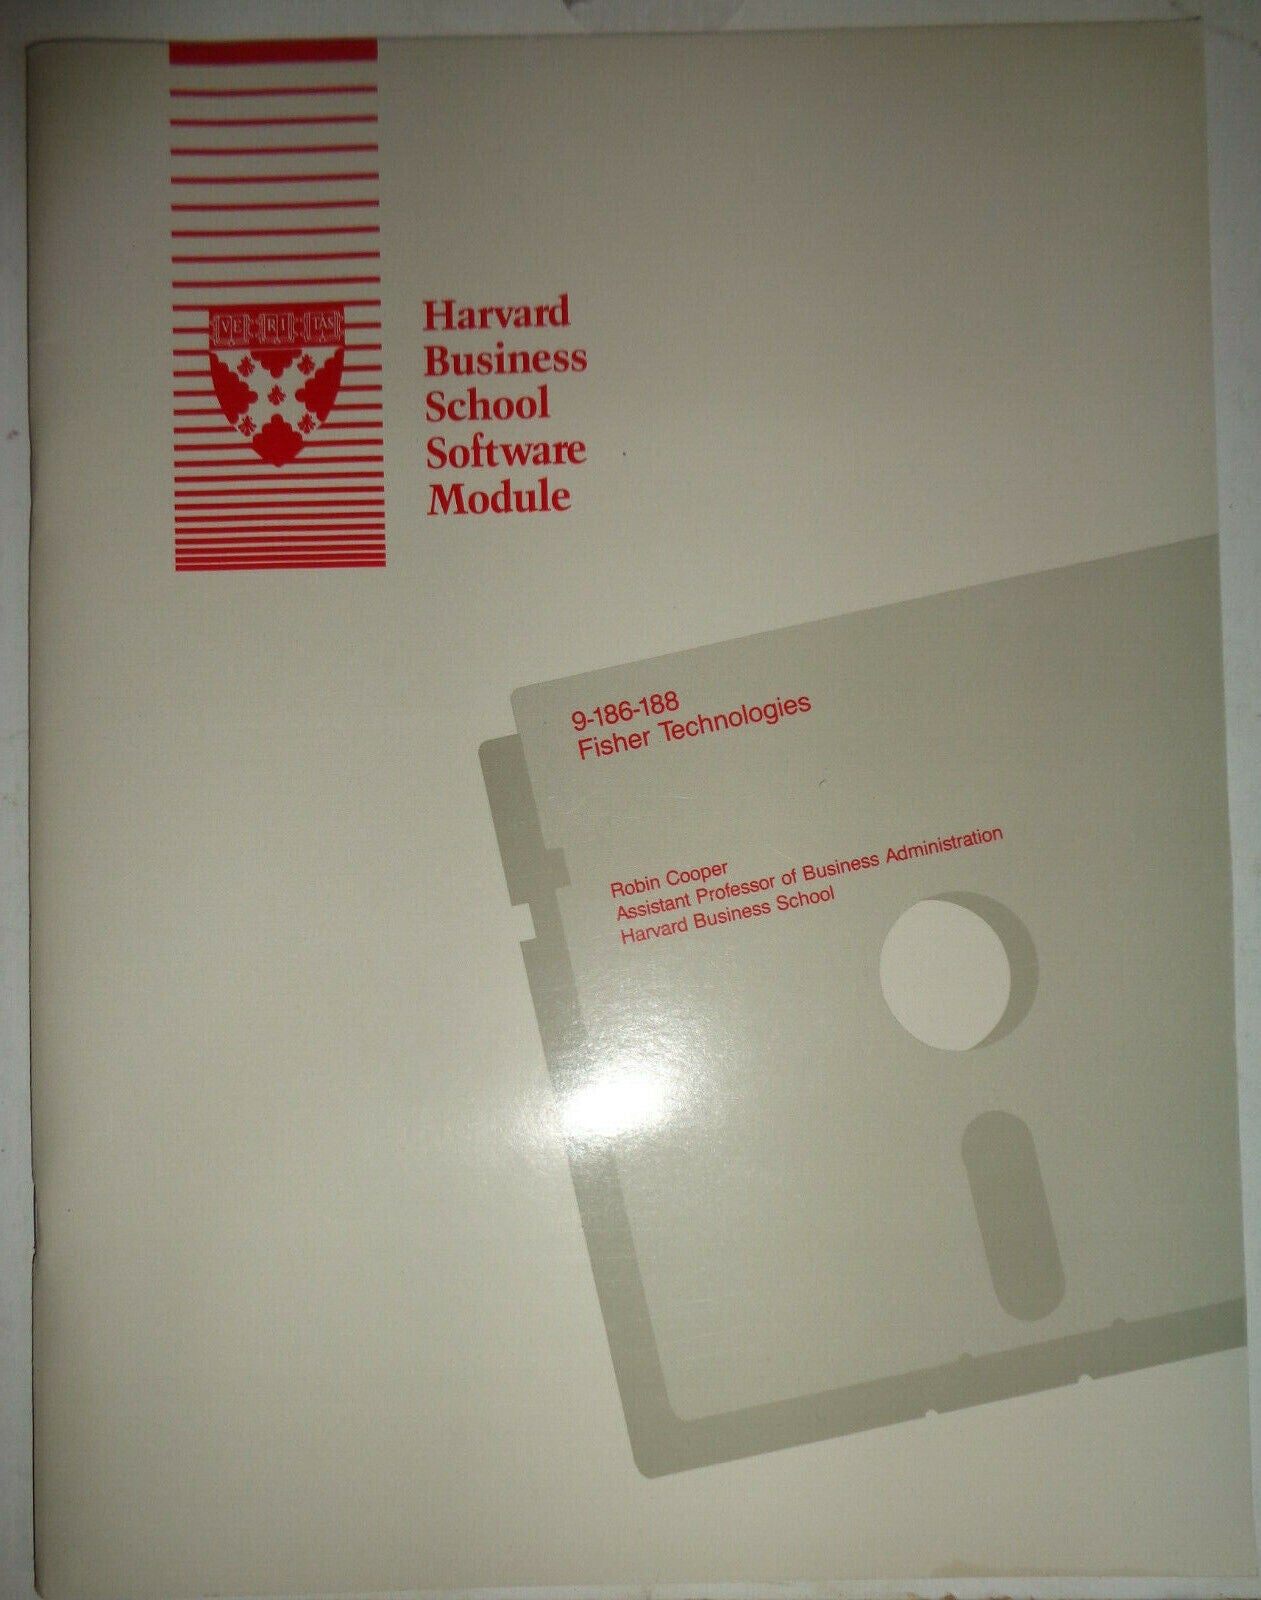 VE RI TAS
Harvard
Business
School
Software
Module
9-186-188
Fisher Technologies
Robin Cooper
Assistant Professor of Business Administration
Harvard Business School